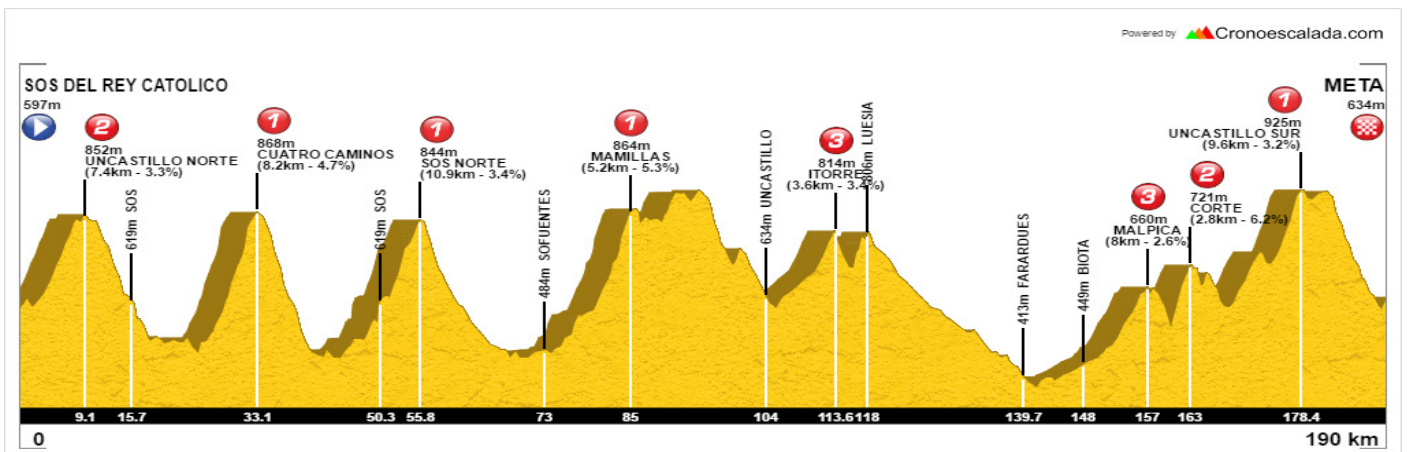 Powered by Cronoescalada.com
SOS DEL REY CATOLICO
597m
2
852m
UNCASTILLO NORTE
(7.4km - 3.3%)
619m SOS
1
868m
CUATRO CAMINOS
(8.2km - 4.7%)
619m SOS
1
844m
SOS NORTE
(10.9km - 3.4%)
484m SOFUENTES
1
864m
MAMILLAS
(5.2km - 5.3%)
634m UNCASTILLO
3
814m
ITORRE
(3.6km - 3.4%)
806m LUESIA
413m FARARDUES
449m BIOTA
3
660m
MALPICA
(8km - 2.6%)
2
721m
CORTE
(2.8km - 6.2%)
1
925m
UNCASTILLO SUR
(9.6km - 3.2%)
META
634m
9.1 15.7 33.1 50.3 55.8 73 85 104 113.6 118 139.7 148 157 163 178.4
0 190 km